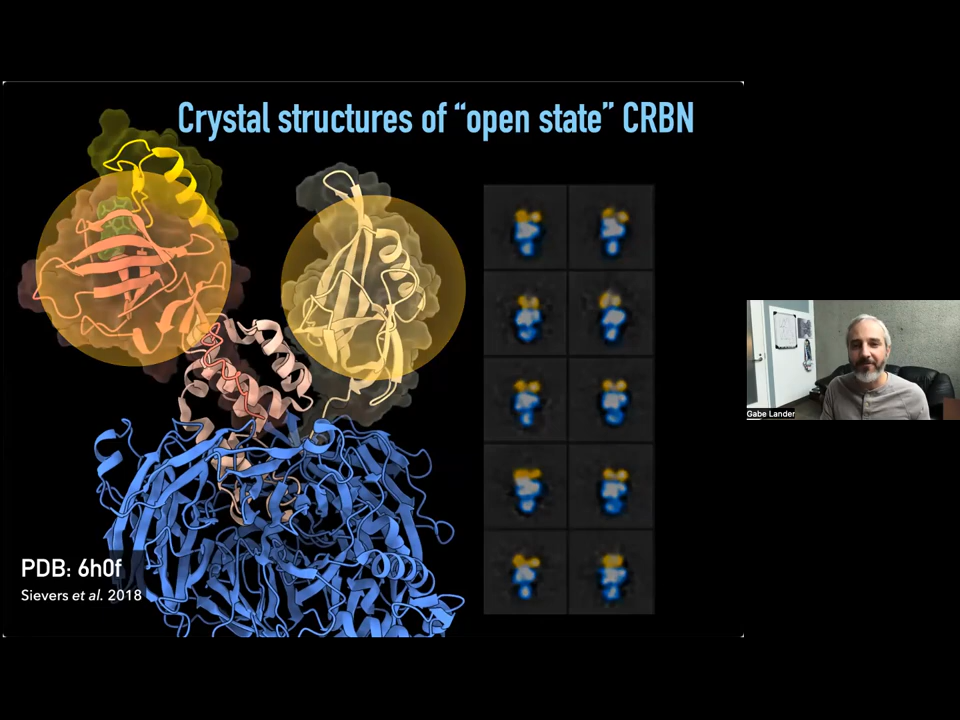 Crystal structures of “open state” CRBN
PDB: 6h0f
Sievers et al. 2018
Gabe Lander